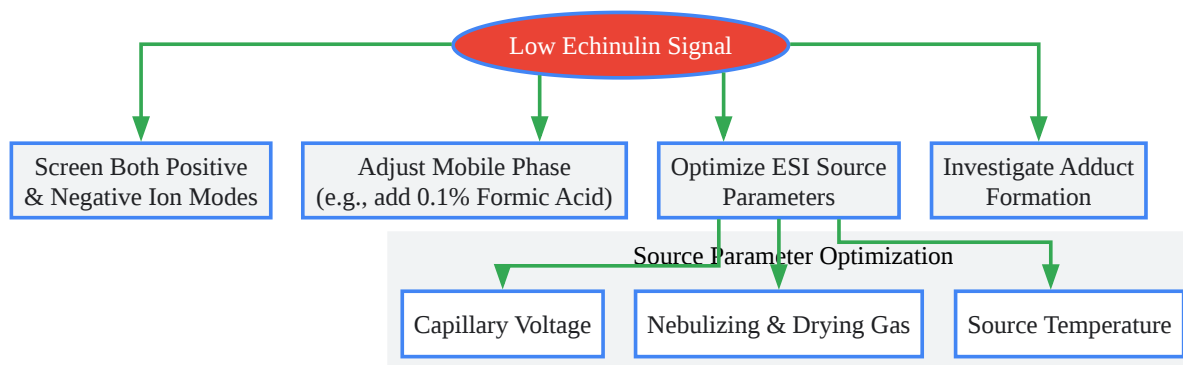 Low Echinulin Signal
Screen Both Positive
& Negative Ion Modes
Adjust Mobile Phase
(e.g., add 0.1% Formic Acid)
Optimize ESI Source
Parameters
Investigate Adduct
Formation
Source Parameter Optimization
Capillary Voltage
Nebulizing & Drying Gas
Source Temperature